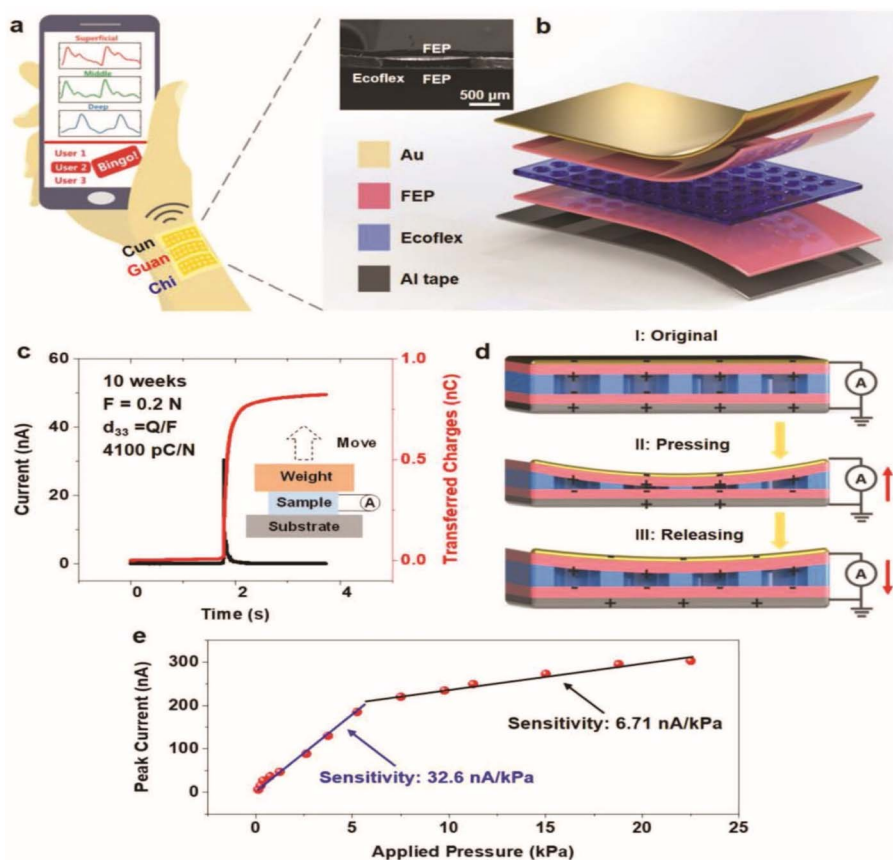 a
Superficial
Middle
Deep
User 1
User 2
User 3
Bingo!
Cun
Guan
Chi
FEP
Ecoflex FEP
500 µm
b
Au
FEP
Ecoflex
Al tape
c
60
40
20
0
Current (nA)
10 weeks
F = 0.2 N
d33 =Q/F
4100 pC/N
Move
Weight
Sample
A
Substrate
1.0
0.5
0.0
Transferred Charges (nC)
0 2 4
Time (s)
d
I: Original
- - - -
+ + + +
- - - -
+ + + +
A
II: Pressing
A
III: Releasing
A
e
300
200
100
0
Peak Current (nA)
Sensitivity: 6.71 nA/kPa
Sensitivity: 32.6 nA/kPa
0 5 10 15 20 25
Applied Pressure (kPa)